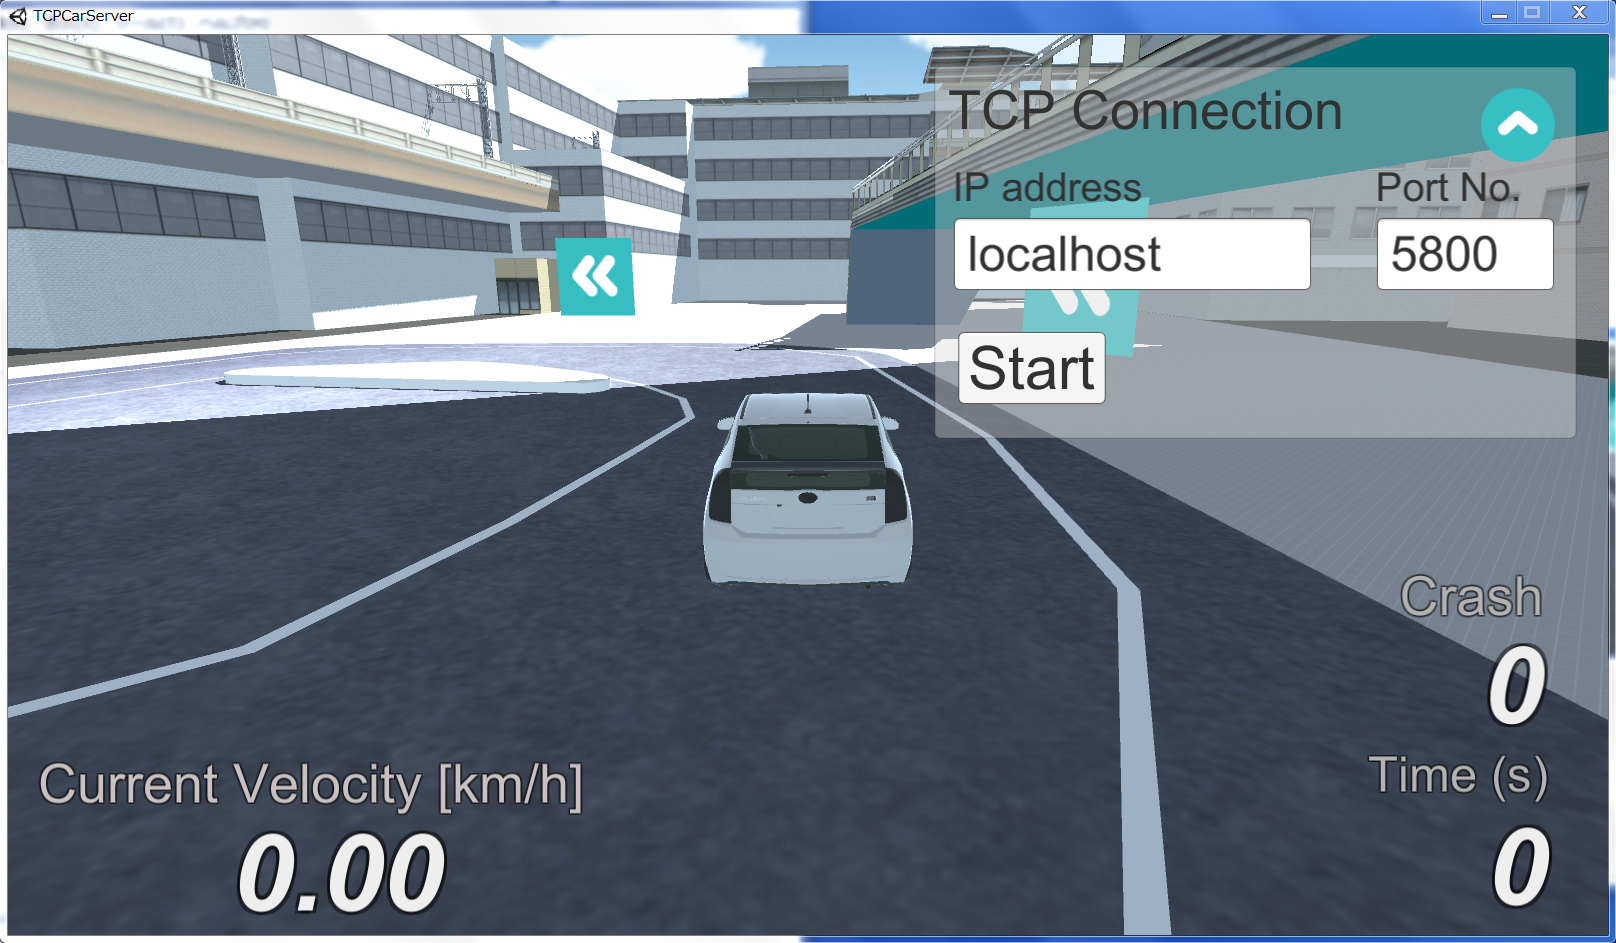 TCPCarServer
TCP Connection
IP address
Port No.
localhost
5800
Start
Crash
0
Time (s)
0
Current Velocity [km/h]
0.00